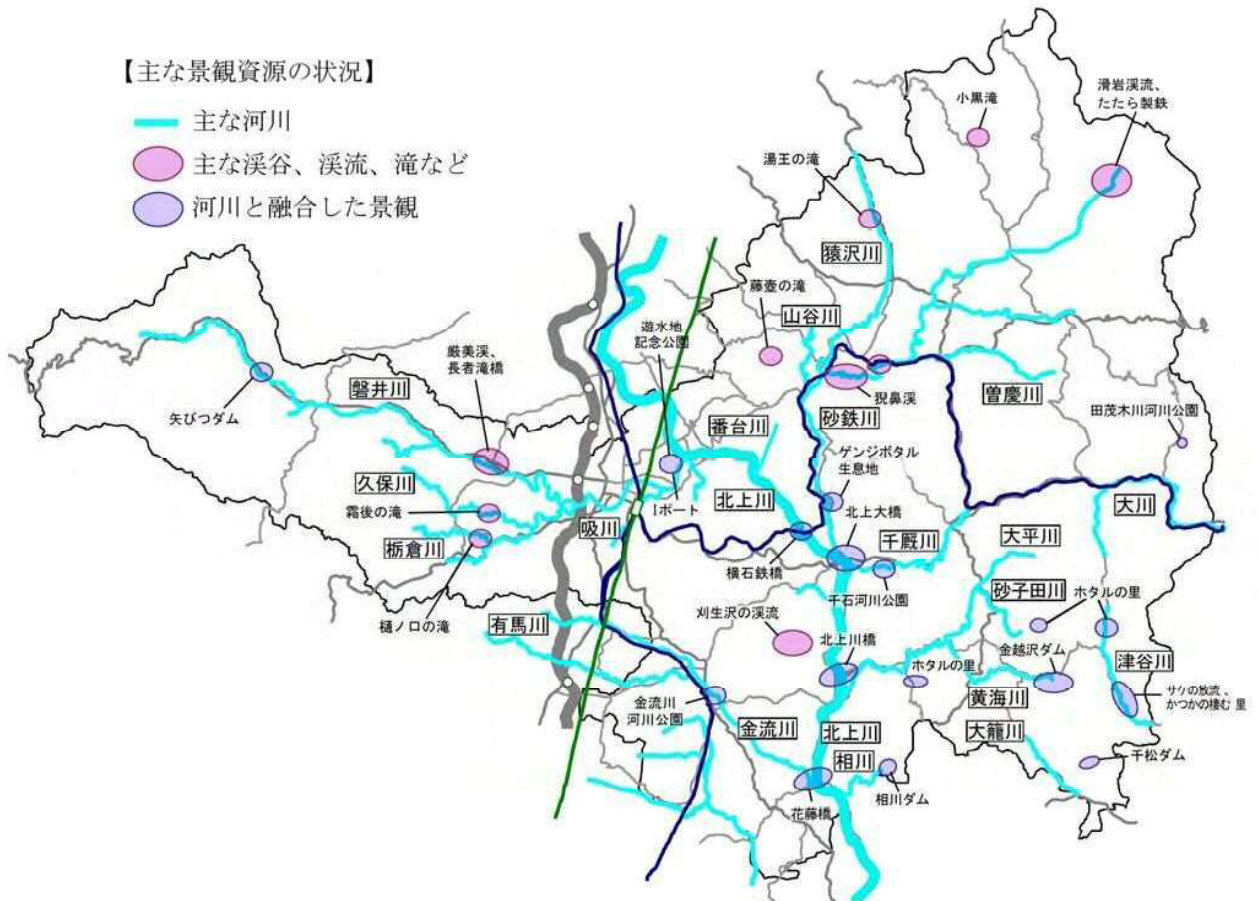 【主な景観資源の状況】
主な河川
主な渓谷、渓流、滝など
河川と融合した景観
小黒滝
滑岩渓流、
たたら製鉄
湯王の滝
猿沢川
藤壺の滝
山谷川
遊水地
記念公園
厳美渓、
長者滝橋
磐井川
矢びつダム
猊鼻渓
曽慶川
砂鉄川
田茂木川河川公園
番台川
ゲンジボタル
生息地
久保川
霜後の滝
北上川
Iポート
北上大橋
大川
吸川
栃倉川
千厩川
大平川
横石鉄橋
千石河川公園
砂子田川
ホタルの里
樋ノ口の滝
有馬川
刈生沢の渓流
北上川橋
ホタルの里
金越沢ダム
津谷川
黄海川
サケの放流、
かつかの棲む里
金流川
河川公園
金流川
北上川
大籠川
相川
千松ダム
相川ダム
花藤橋